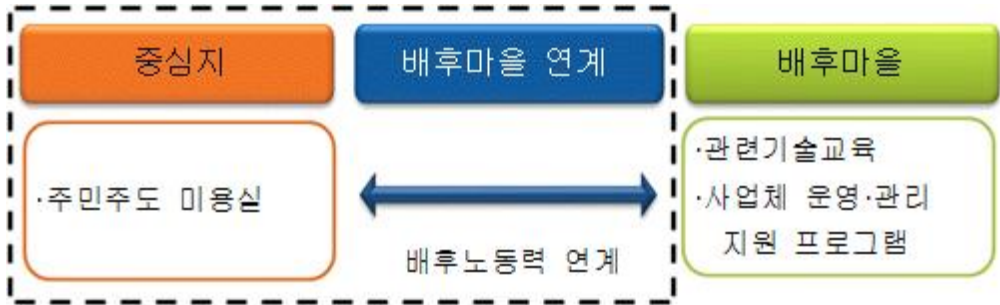 중심지
배후마을 연계
배후마을
·주민주도 미용실
배후노동력 연계
·관련기술교육
·사업체 운영·관리
지원 프로그램